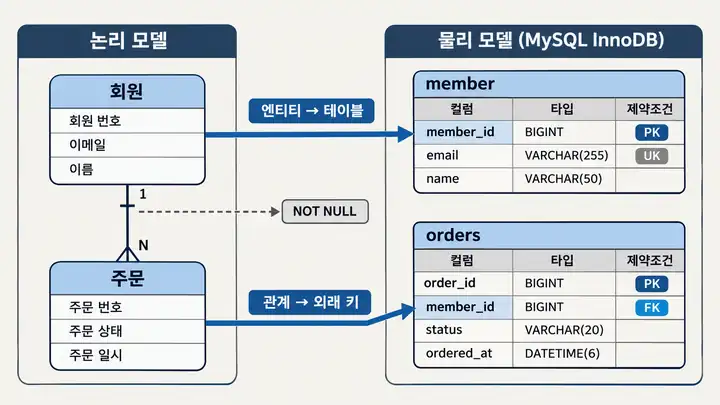 논리 모델
회원
회원 번호
이메일
이름
1
N
주문
주문 번호
주문 상태
주문 일시
엔티티 → 테이블
NOT NULL
관계 → 외래 키
물리 모델 (MySQL InnoDB)
member
컬럼 타입 제약조건
member_id BIGINT PK
email VARCHAR(255) UK
name VARCHAR(50)
orders
컬럼 타입 제약조건
order_id BIGINT PK
member_id BIGINT FK
status VARCHAR(20)
ordered_at DATETIME(6)